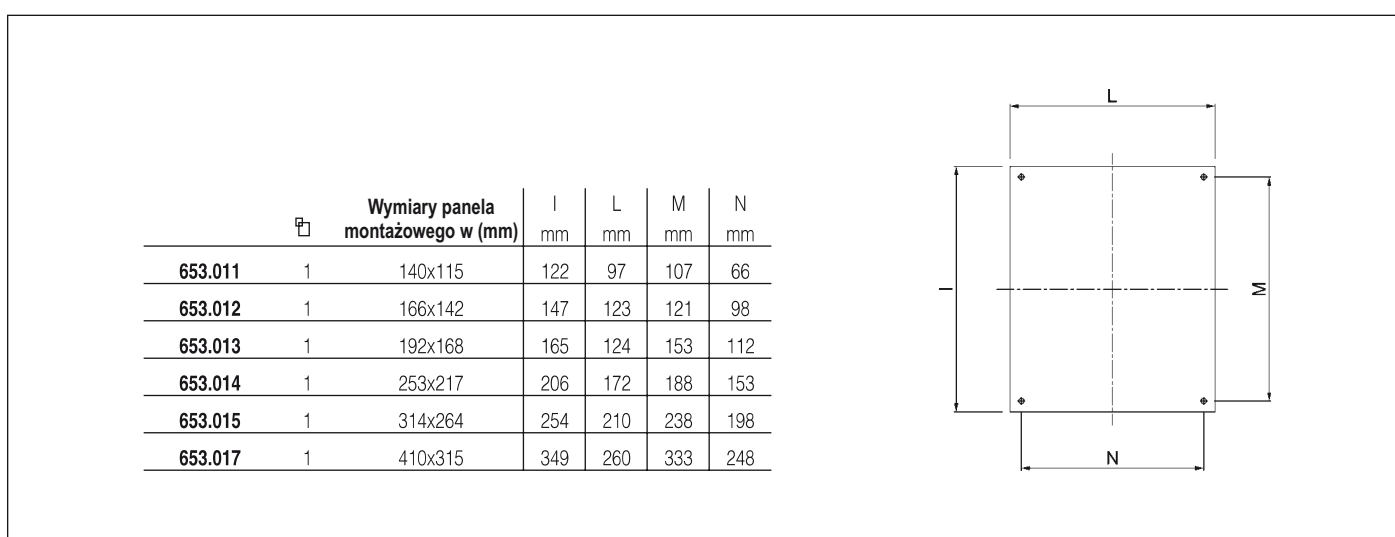 Wymiary panela montażowego w (mm) I mm L mm M mm N mm
653.011 1 140x115 122 97 107 66
653.012 1 166x142 147 123 121 98
653.013 1 192x168 165 124 153 112
653.014 1 253x217 206 172 188 153
653.015 1 314x264 254 210 238 198
653.017 1 410x315 349 260 333 248
L
I
M
N